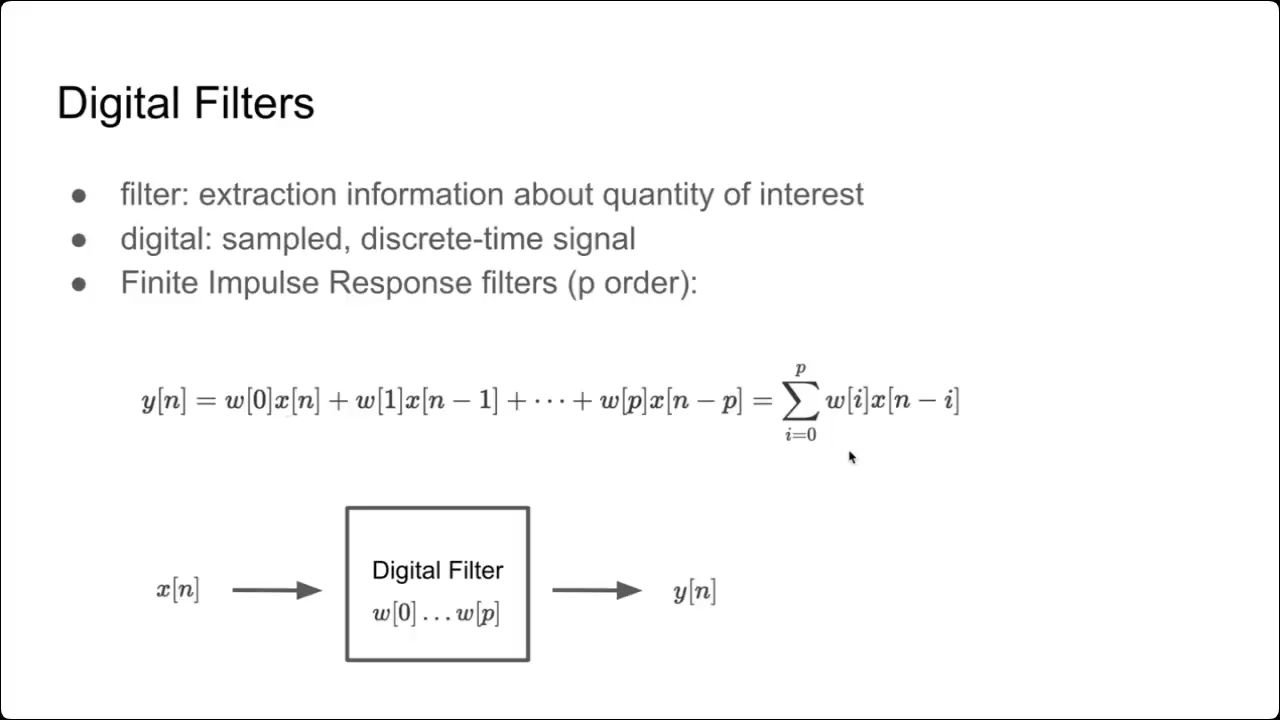 Digital Filters
● filter: extraction information about quantity of interest
● digital: sampled, discrete-time signal
● Finite Impulse Response filters (p order):
y[n] = w[0]x[n] + w[1]x[n − 1] + ⋯ + w[p]x[n − p] = ∑_{i=0}^{p} w[i]x[n − i]
x[n]
Digital Filter
w[0] … w[p]
y[n]